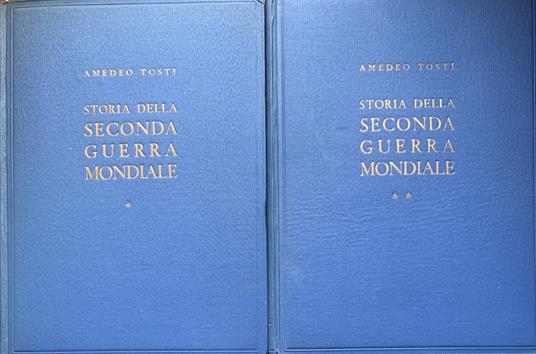 AMEDEO TOSTI
STORIA DELLA
SECONDA
GUERRA
MONDIALE
*
AMEDEO TOSTI
STORIA DELLA
SECONDA
GUERRA
MONDIALE
* *